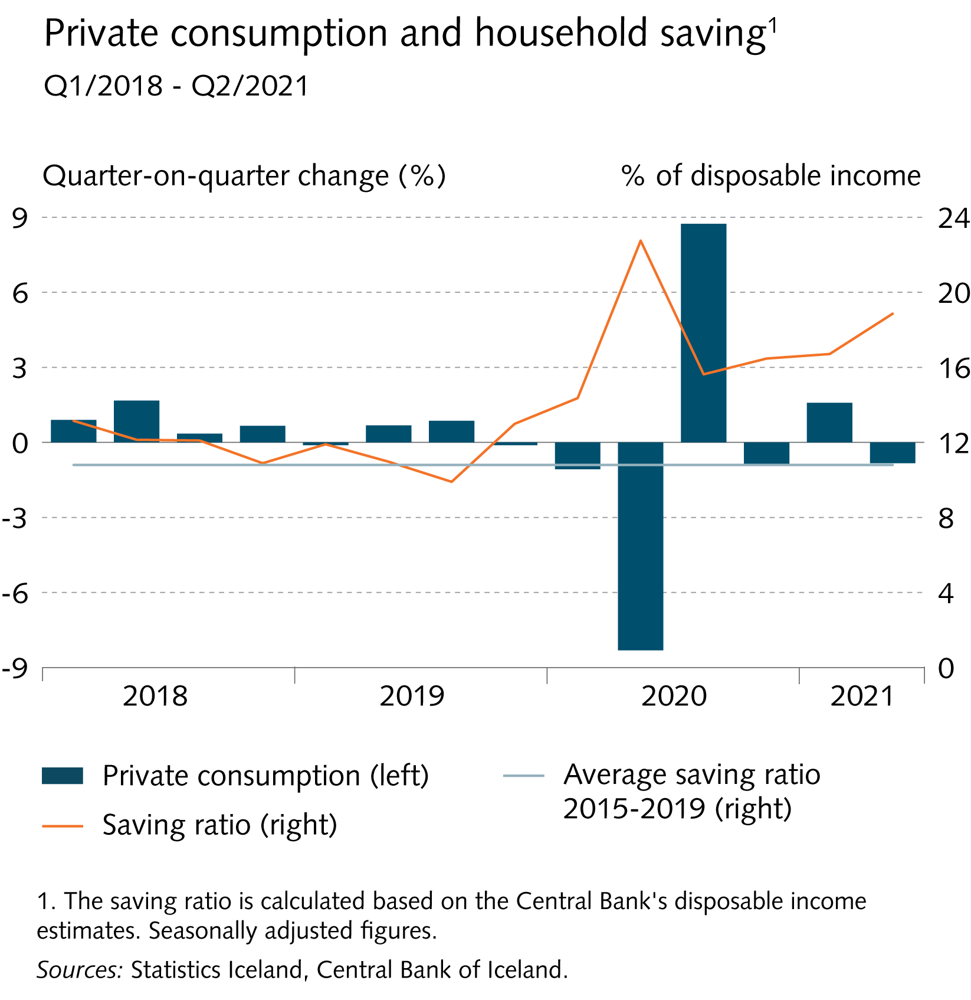 Private consumption and household saving¹
Q1/2018 - Q2/2021
Quarter-on-quarter change (%)
% of disposable income
9
6
3
0
-3
-6
-9
24
20
16
12
8
4
0
2018
2019
2020
2021
Private consumption (left)
Saving ratio (right)
Average saving ratio
2015-2019 (right)
1. The saving ratio is calculated based on the Central Bank's disposable income
estimates. Seasonally adjusted figures.
Sources: Statistics Iceland, Central Bank of Iceland.